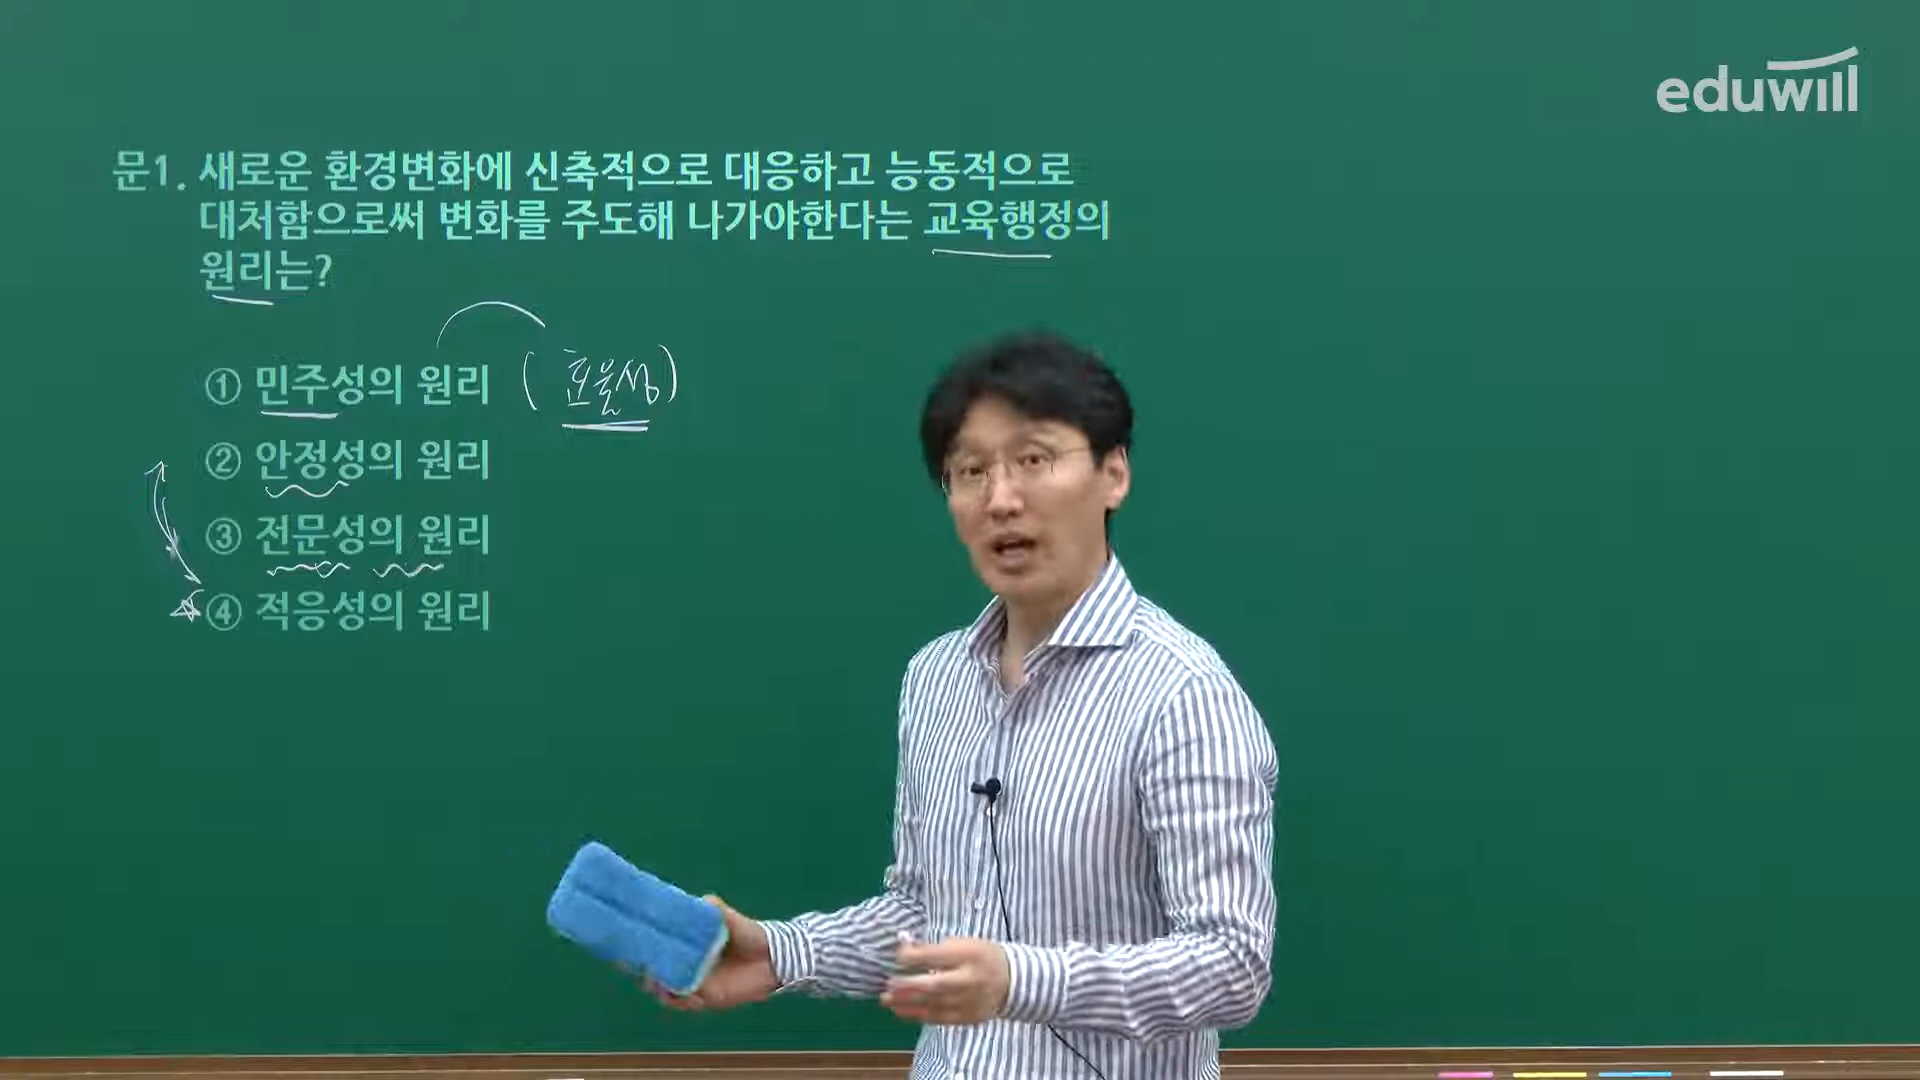 eduwill
문1. 새로운 환경변화에 신축적으로 대응하고 능동적으로
대처함으로써 변화를 주도해 나가야한다는 교육행정의
원리는?
① 민주성의 원리 (효율성)
② 안정성의 원리
③ 전문성의 원리
④ 적응성의 원리